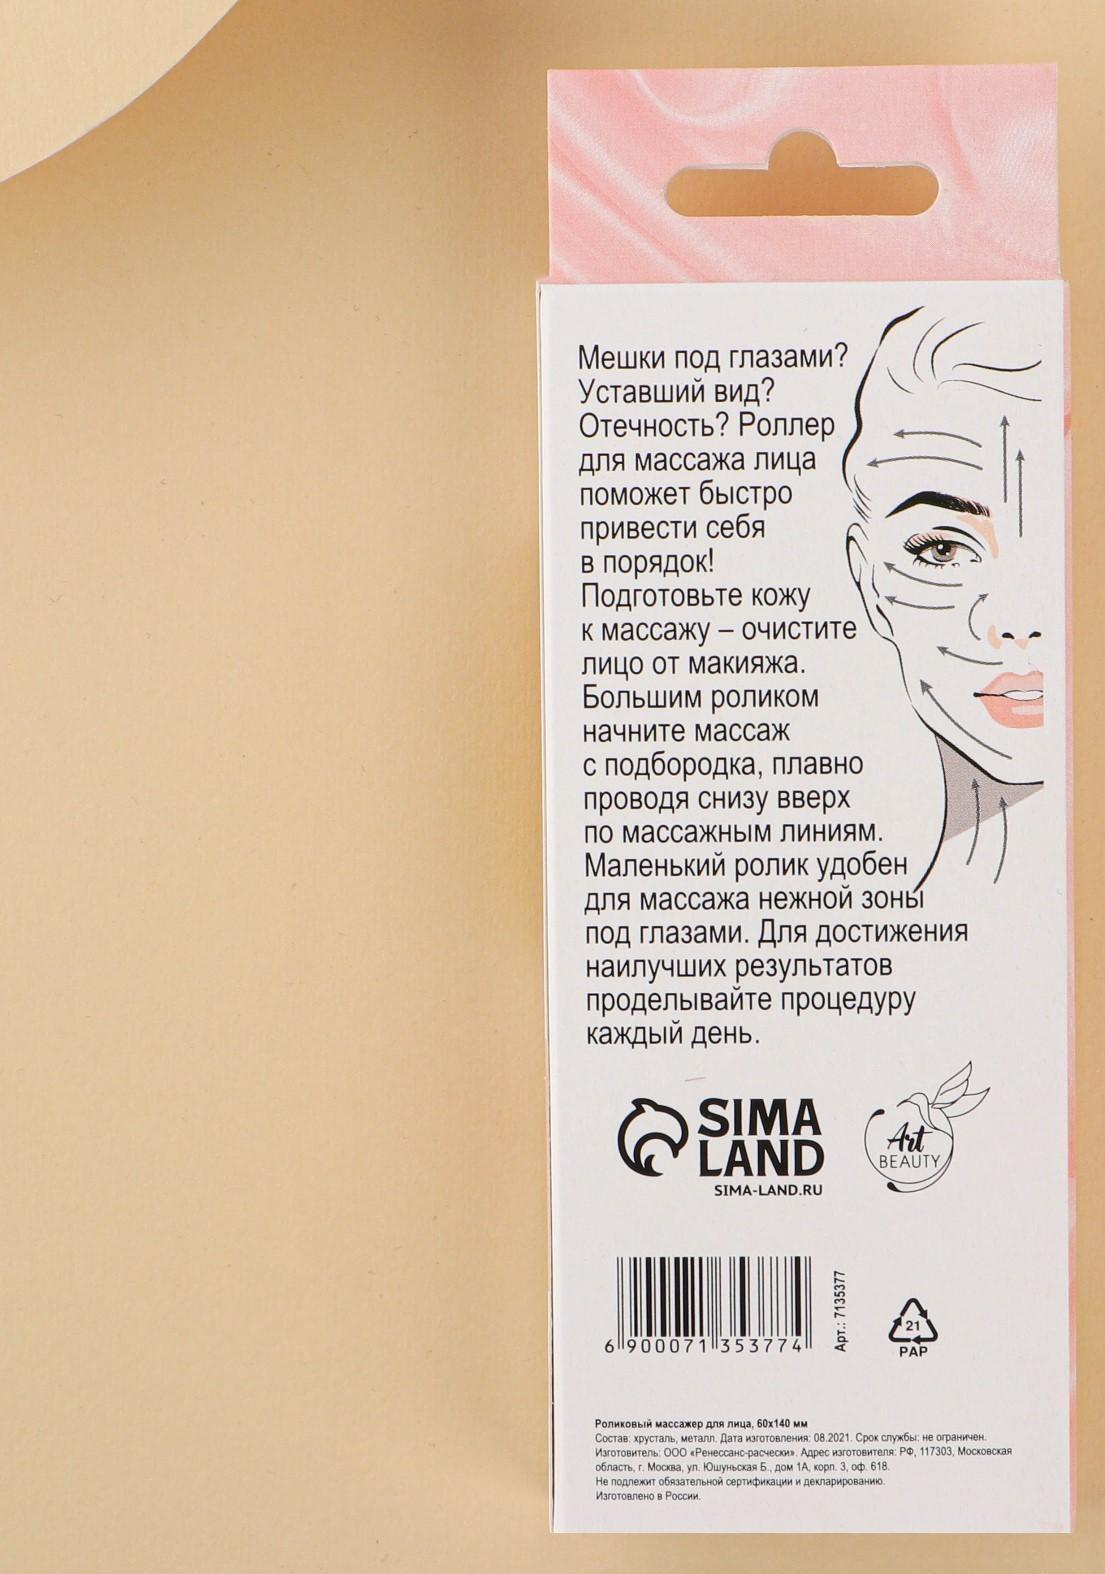 Мешки под глазами?
Уставший вид?
Отечность? Роллер
для массажа лица
поможет быстро
привести себя
в порядок!
Подготовьте кожу
к массажу – очистите
лицо от макияжа.
Большим роликом
начните массаж
с подбородка, плавно
проводя снизу вверх
по массажным линиям.
Маленький ролик удобен
для массажа нежной зоны
под глазами. Для достижения
наилучших результатов
проделывайте процедуру
каждый день.
SIMA
LAND
SIMA-LAND.RU
Art
BEAUTY
6 900071 353774
Арт.: 7135377
21
PAP
Роликовый массажер для лица, 60х140 мм
Состав: хрусталь, металл. Дата изготовления: 08.2021. Срок службы: не ограничен.
Изготовитель: ООО «Ренессанс-расчески». Адрес изготовителя: РФ, 117303, Московская
область, г. Москва, ул. Юшуньская Б., дом 1А, корп. 3, оф. 618.
Не подлежит обязательной сертификации и декларированию.
Изготовлено в России.